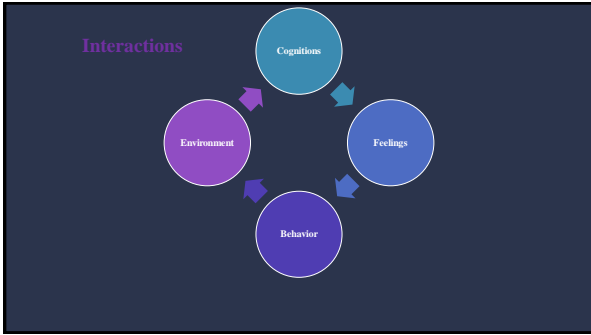 Interactions
Cognitions
Environment
Feelings
Behavior